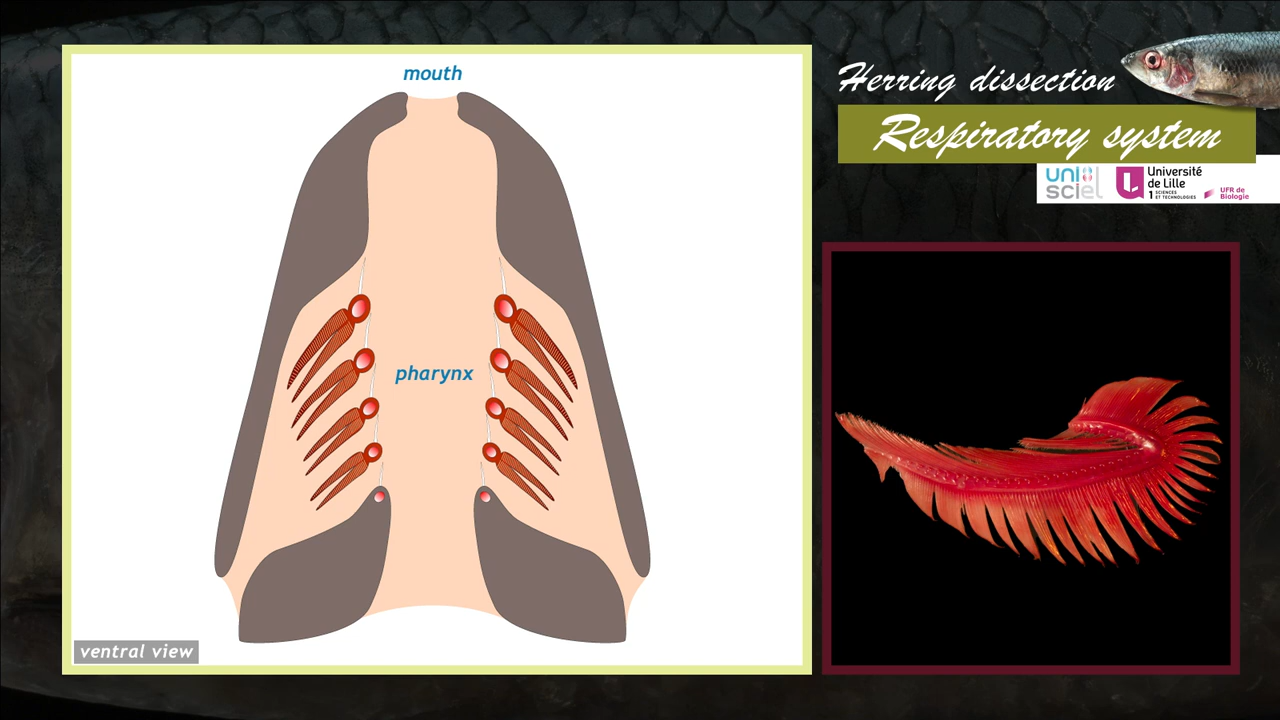 mouth
pharynx
ventral view
Herring dissection
Respiratory system
uni
sciel
Université
de Lille
1 SCIENCES
ET TECHNOLOGIES
UFR de
Biologie